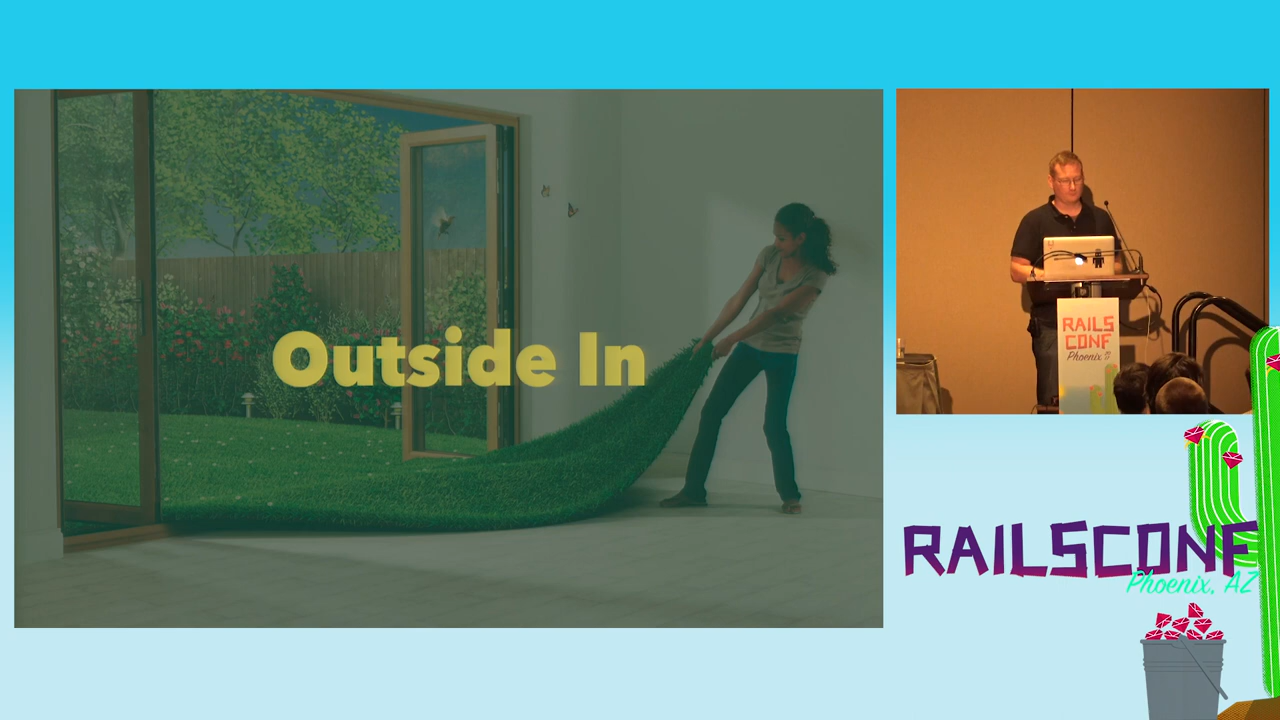 Outside In
RAILS
CONF
Phoenix
RAILSCONF
Phoenix, AZ